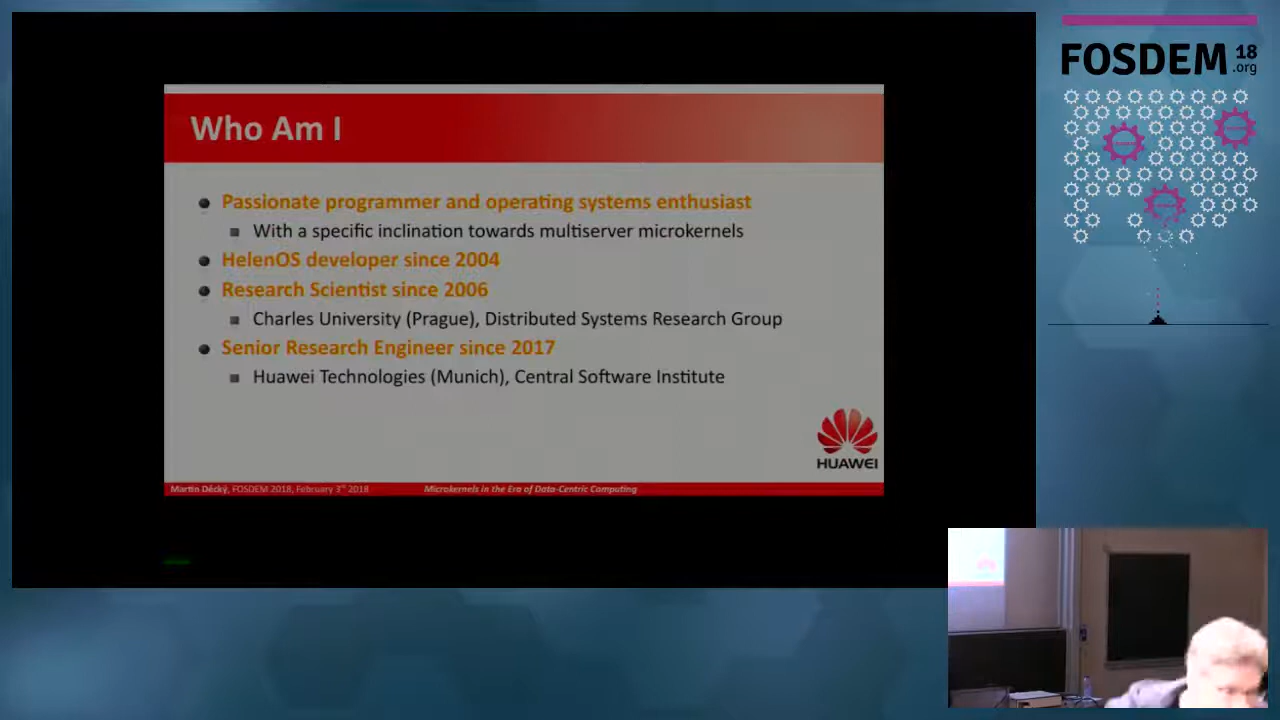 FOSDEM 18
.org
Who Am I
Passionate programmer and operating systems enthusiast
With a specific inclination towards multiserver microkernels
HelenOS developer since 2004
Research Scientist since 2006
Charles University (Prague), Distributed Systems Research Group
Senior Research Engineer since 2017
Huawei Technologies (Munich), Central Software Institute
HUAWEI
Martin Děcký, FOSDEM 2018, February 3rd 2018
Microkernels in the Era of Data-Centric Computing